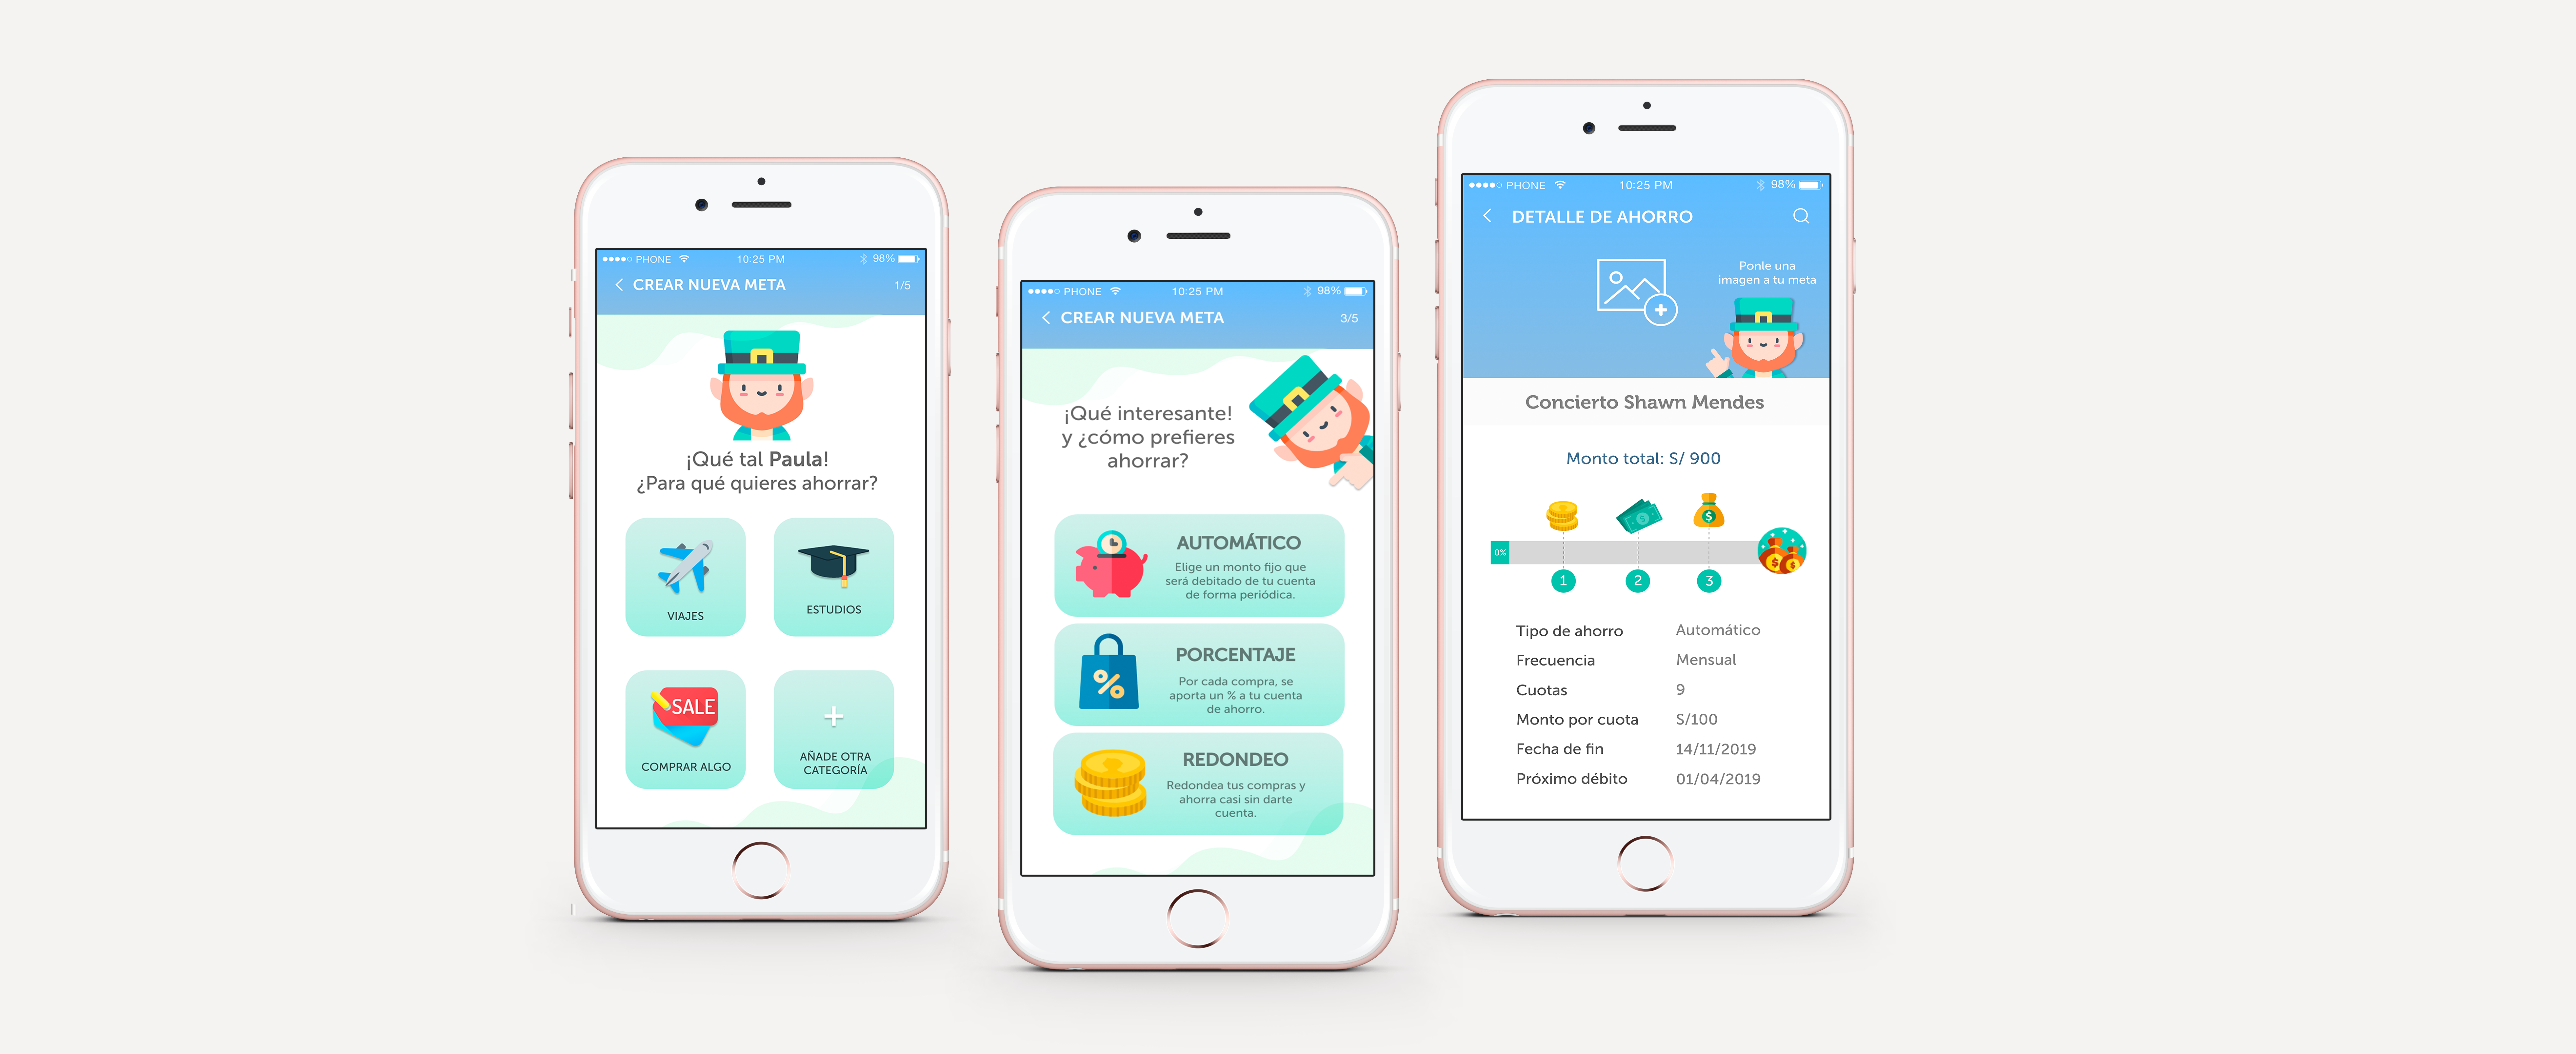 PHONE 10:25 PM 98%
CREAR NUEVA META 1/5
¡Qué tal Paula!
¿Para qué quieres ahorrar?
VIAJES
ESTUDIOS
SALE
COMPRAR ALGO
+
AÑADE OTRA
CATEGORÍA
PHONE 10:25 PM 98%
CREAR NUEVA META 3/5
¡Qué interesante!
y ¿cómo prefieres
ahorrar?
AUTOMÁTICO
Elige un monto fijo que
será debitado de tu cuenta
de forma periódica.
%
PORCENTAJE
Por cada compra, se
aporta un % a tu cuenta
de ahorro.
REDONDEO
Redondea tus compras y
ahorra casi sin darte
cuenta.
PHONE 10:25 PM 98%
DETALLE DE AHORRO
Ponle una
imagen a tu meta
Concierto Shawn Mendes
Monto total: S/ 900
0%
1 2 3
Tipo de ahorro Automático
Frecuencia Mensual
Cuotas 9
Monto por cuota S/100
Fecha de fin 14/11/2019
Próximo débito 01/04/2019